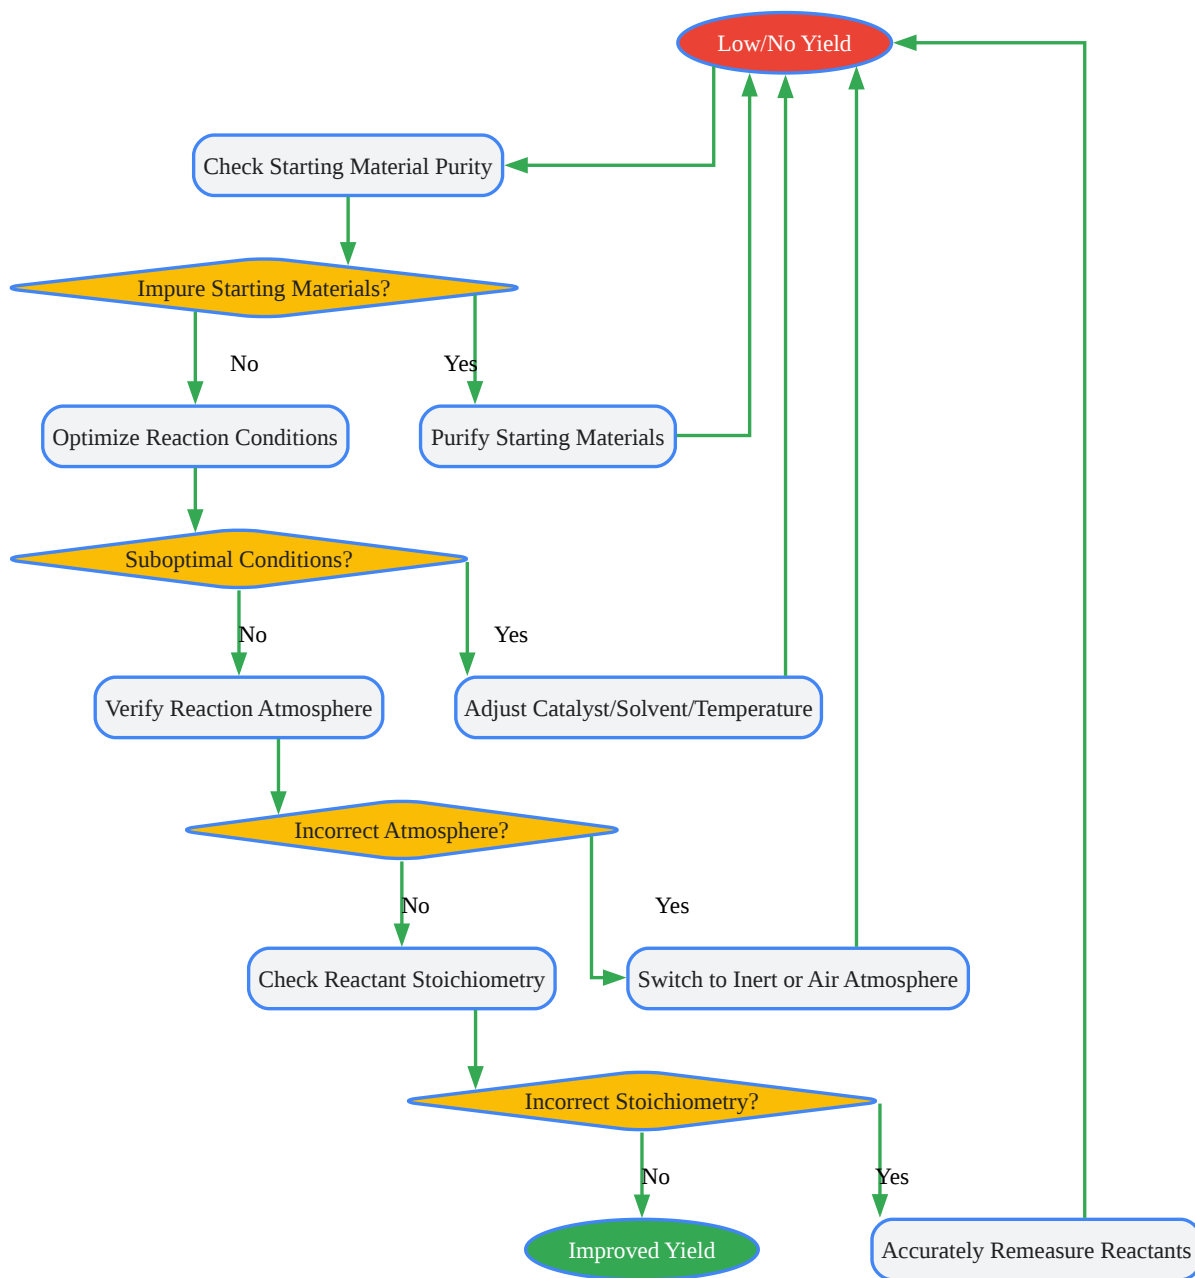 Low/No Yield
Check Starting Material Purity
Impure Starting Materials?
No
Yes
Optimize Reaction Conditions
Purify Starting Materials
Suboptimal Conditions?
No
Yes
Verify Reaction Atmosphere
Adjust Catalyst/Solvent/Temperature
Incorrect Atmosphere?
No
Yes
Check Reactant Stoichiometry
Switch to Inert or Air Atmosphere
Incorrect Stoichiometry?
No
Yes
Improved Yield
Accurately Remeasure Reactants